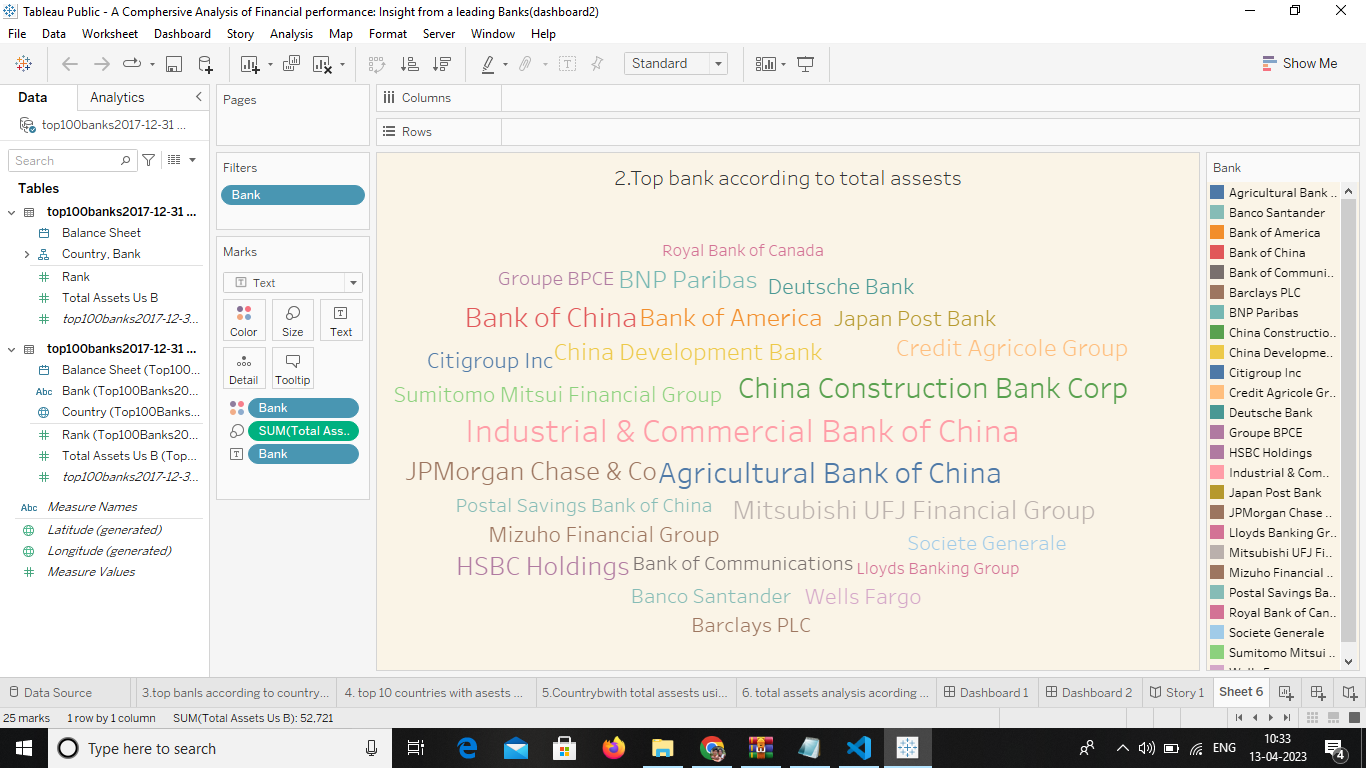 Tableau Public - A Comphersive Analysis of Financial performance: Insight from a leading Banks(dashboard2)
File Data Worksheet Dashboard Story Analysis Map Format Server Window Help
Standard
Show Me
Data Analytics
top100banks2017-12-31 ...
Search
Tables
top100banks2017-12-31 ...
Balance Sheet
Country, Bank
Rank
Total Assets Us B
top100banks2017-12-3...
top100banks2017-12-31 ...
Balance Sheet (Top100...
Abc Bank (Top100Banks20...
Country (Top100Banks...
Rank (Top100Banks20...
Total Assets Us B (Top...
top100banks2017-12-3...
Abc Measure Names
Latitude (generated)
Longitude (generated)
Measure Values
Pages
Filters
Bank
Marks
Text
Color Size Text
Detail Tooltip
Bank
SUM(Total Ass..
Bank
Columns
Rows
2.Top bank according to total assests
Royal Bank of Canada
Groupe BPCE BNP Paribas Deutsche Bank
Bank of China Bank of America Japan Post Bank
Citigroup Inc China Development Bank Credit Agricole Group
Sumitomo Mitsui Financial Group China Construction Bank Corp
Industrial & Commercial Bank of China
JPMorgan Chase & Co Agricultural Bank of China
Postal Savings Bank of China Mitsubishi UFJ Financial Group
Mizuho Financial Group Societe Generale
HSBC Holdings Bank of Communications Lloyds Banking Group
Banco Santander Wells Fargo
Barclays PLC
Bank
Agricultural Bank ..
Banco Santander
Bank of America
Bank of China
Bank of Communi..
Barclays PLC
BNP Paribas
China Constructio..
China Developme..
Citigroup Inc
Credit Agricole Gr..
Deutsche Bank
Groupe BPCE
HSBC Holdings
Industrial & Com..
Japan Post Bank
JPMorgan Chase ..
Lloyds Banking Gr..
Mitsubishi UFJ Fi..
Mizuho Financial ..
Postal Savings Ba..
Royal Bank of Can..
Societe Generale
Sumitomo Mitsui ..
Data Source 3.top banls according to country... 4. top 10 countries with asests ... 5.Countrybwith total assests usi... 6. total assets analysis acording ... Dashboard 1 Dashboard 2 Story 1 Sheet 6
25 marks 1 row by 1 column SUM(Total Assets Us B): 52,721
Type here to search
ENG
10:33
13-04-2023
4